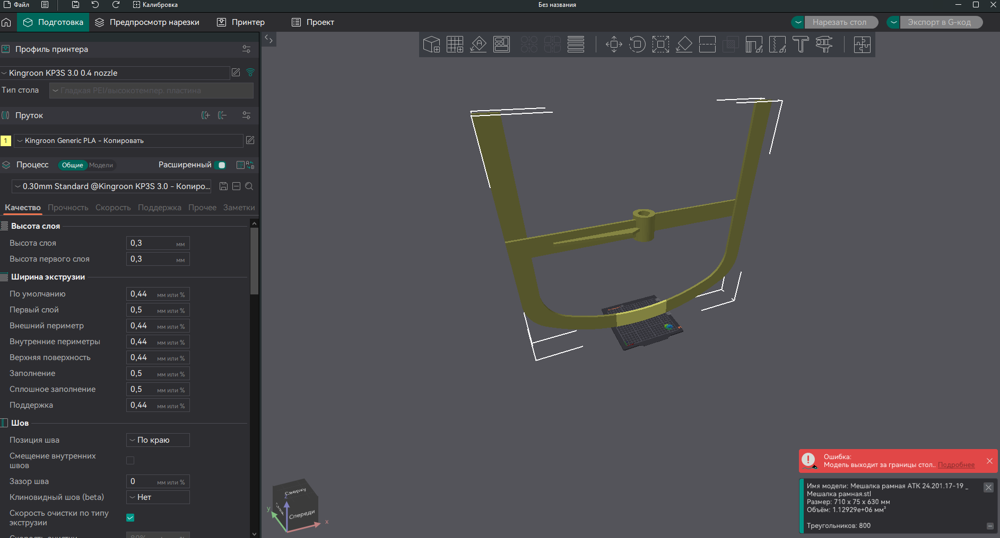 Файл
Калибровка
Без названия
Подготовка
Предпросмотр нарезки
Принтер
Проект
Нарезать стол
Экспорт в G-код
Профиль принтера
Kingroon KP3S 3.0 0.4 nozzle
Тип стола
Гладкая PEI/высокотемпер. пластина
Пруток
1 Kingroon Generic PLA - Копировать
Процесс Общие Модели Расширенный
0.30mm Standard @Kingroon KP3S 3.0 - Копиро...
Качество Прочность Скорость Поддержка Прочее Заметки
Высота слоя
Высота слоя 0,3 мм
Высота первого слоя 0,3 мм
Ширина экструзии
По умолчанию 0,44 мм или %
Первый слой 0,5 мм или %
Внешний периметр 0,44 мм или %
Внутренние периметры 0,44 мм или %
Верхняя поверхность 0,44 мм или %
Заполнение 0,5 мм или %
Сплошное заполнение 0,5 мм или %
Поддержка 0,44 мм или %
Шов
Позиция шва По краю
Смещение внутренних
швов
Зазор шва 0 мм или %
Клиновидный шов (beta) Нет
Скорость очистки по типу
экструзии
Сверху
Спереди
z
y
x
Ошибка:
Модель выходит за границы стол.. Подробнее
Имя модели: Мешалка рамная АТК 24.201.17-19 _
Мешалка рамная.stl
Размер: 710 x 75 x 630 мм
Объём: 1.12929e+06 мм³
Треугольников: 800